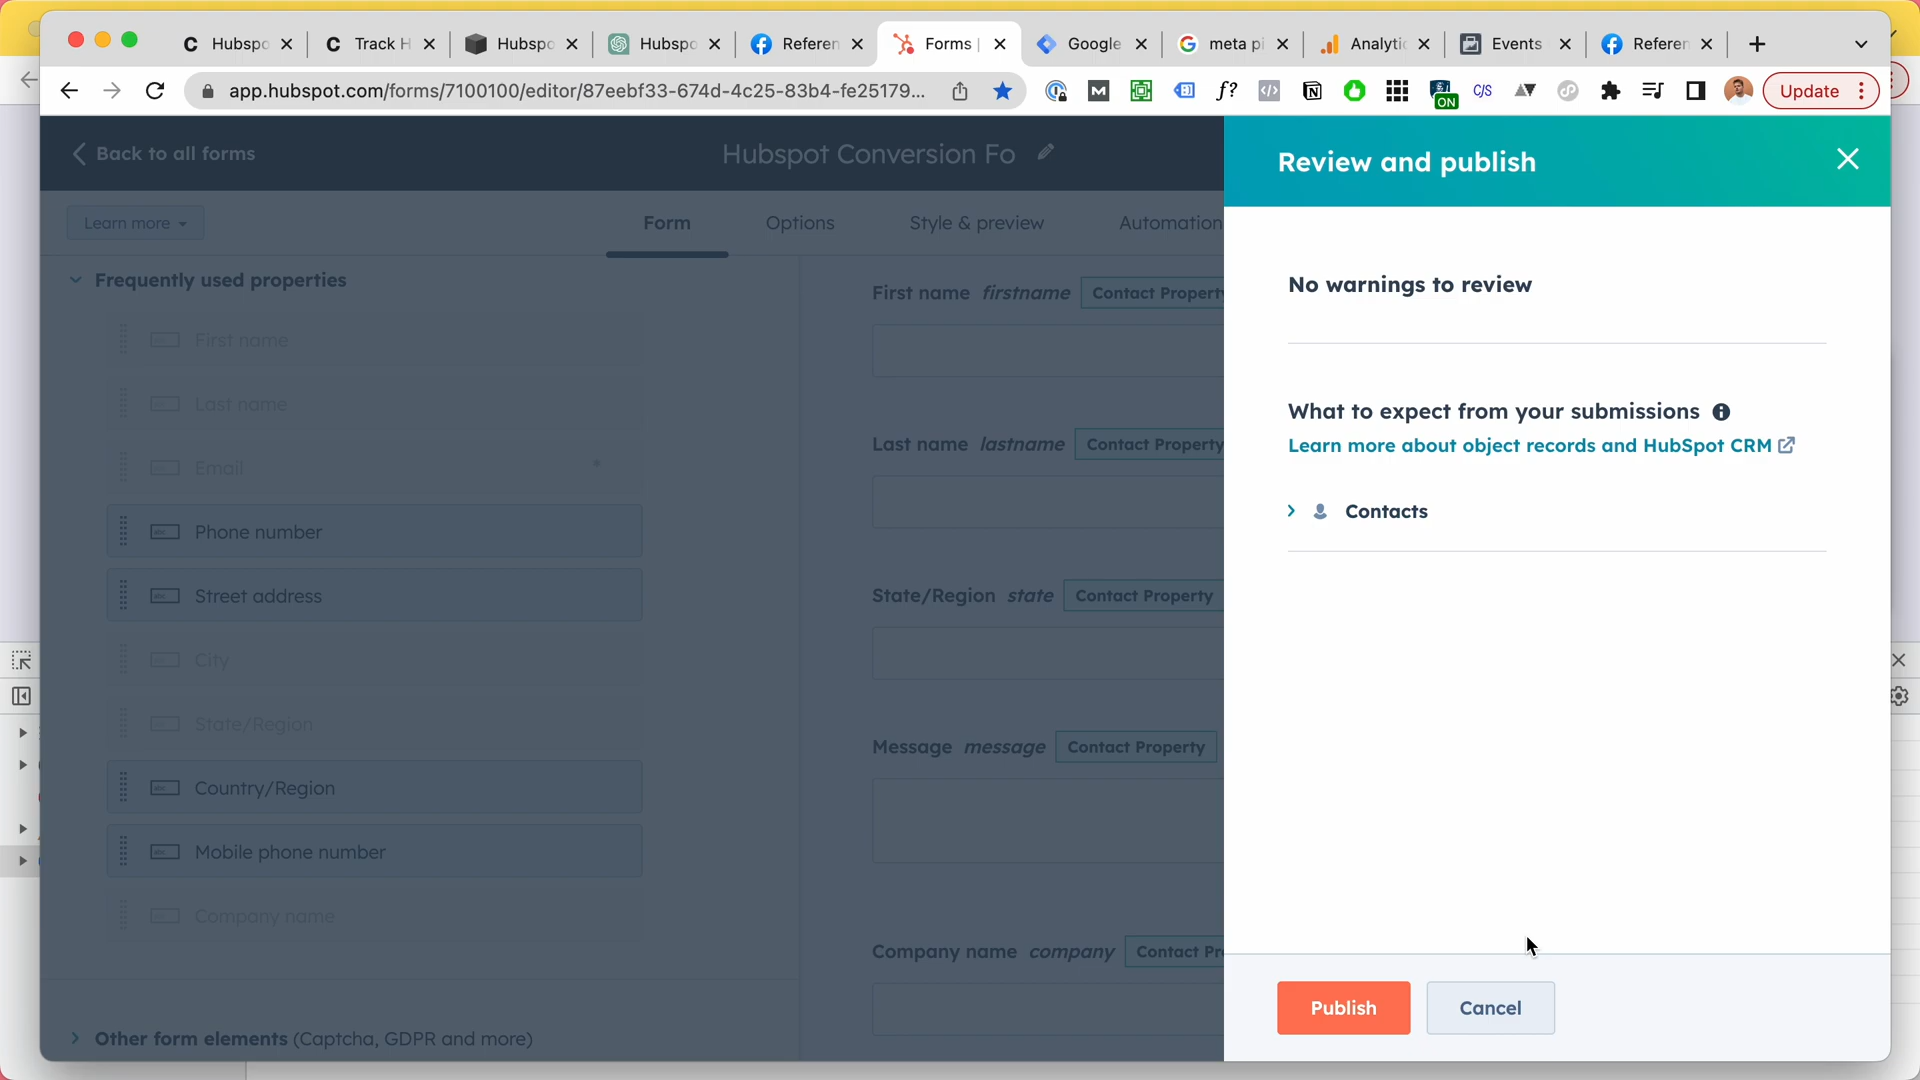 Hubspo
Track H
Hubspo
Hubspo
Referen
Forms |
Google
meta pi
Analytic
Events
Referen
app.hubspot.com/forms/7100100/editor/87eebf33-674d-4c25-83b4-fe25179...
f?
ON
C/S
Update
Back to all forms
Hubspot Conversion Fo
Review and publish
Learn more
Form
Options
Style & preview
Automation
Frequently used properties
First name
Last name
Email
Phone number
Street address
City
State/Region
Country/Region
Mobile phone number
Company name
Other form elements (Captcha, GDPR and more)
First name firstname Contact Property
Last name lastname Contact Property
State/Region state Contact Property
Message message Contact Property
Company name company Contact Pr
No warnings to review
What to expect from your submissions
Learn more about object records and HubSpot CRM
Contacts
Publish
Cancel